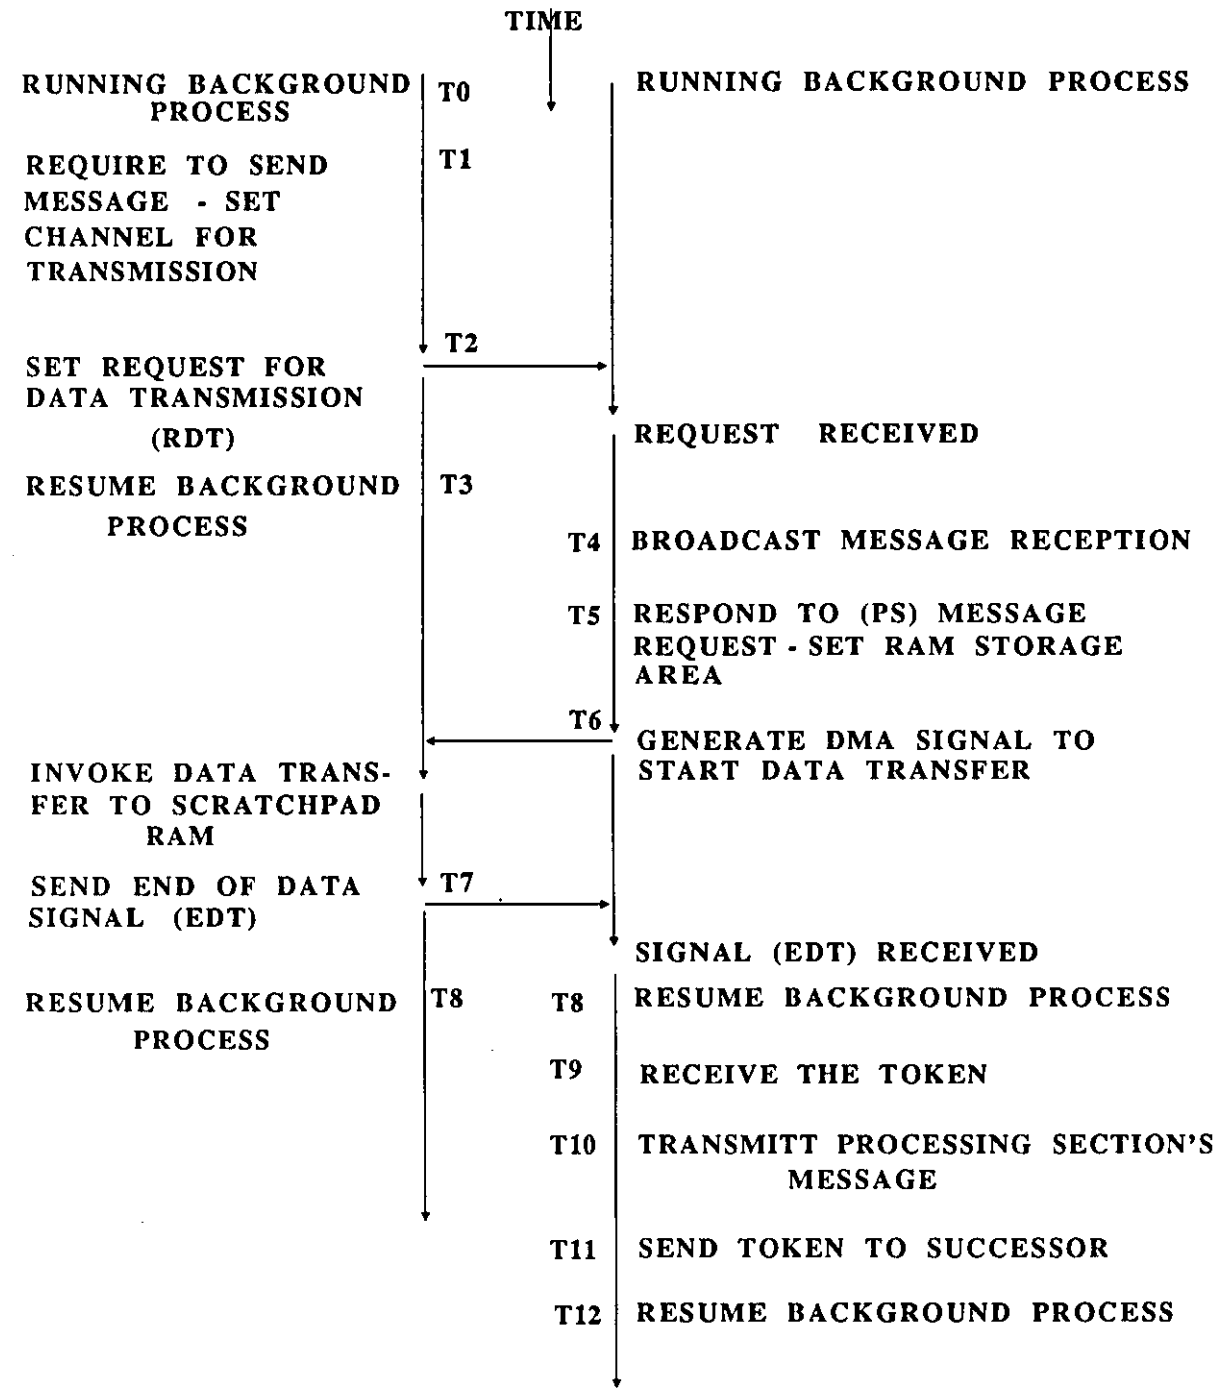 TIME
RUNNING BACKGROUND
PROCESS
T0
RUNNING BACKGROUND PROCESS
REQUIRE TO SEND
MESSAGE - SET
CHANNEL FOR
TRANSMISSION
T1
T2
SET REQUEST FOR
DATA TRANSMISSION
(RDT)
REQUEST RECEIVED
RESUME BACKGROUND
PROCESS
T3
T4
BROADCAST MESSAGE RECEPTION
T5
RESPOND TO (PS) MESSAGE
REQUEST - SET RAM STORAGE
AREA
T6
GENERATE DMA SIGNAL TO
START DATA TRANSFER
INVOKE DATA TRANS-
FER TO SCRATCHPAD
RAM
SEND END OF DATA
SIGNAL (EDT)
T7
SIGNAL (EDT) RECEIVED
RESUME BACKGROUND
PROCESS
T8
T8
RESUME BACKGROUND PROCESS
T9
RECEIVE THE TOKEN
T10
TRANSMITT PROCESSING SECTION'S
MESSAGE
T11
SEND TOKEN TO SUCCESSOR
T12
RESUME BACKGROUND PROCESS